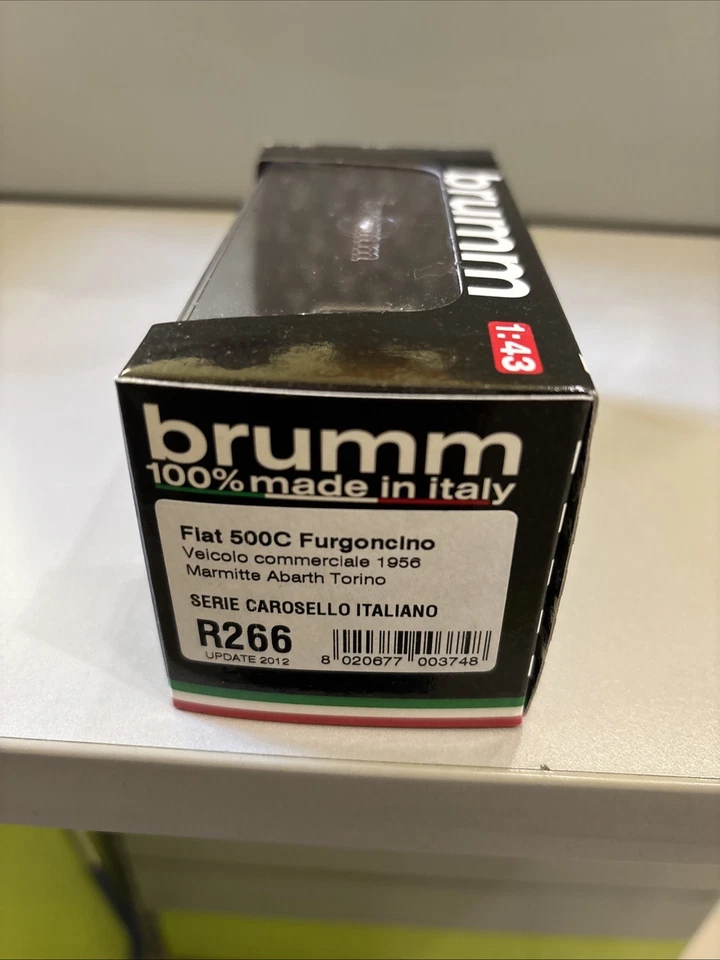 brumm
1:43
brumm
100% made in italy
Fiat 500C Furgoncino
Veicolo commerciale 1956
Marmitte Abarth Torino
SERIE CAROSELLO ITALIANO
R266
UPDATE 2012
8 020677 003748